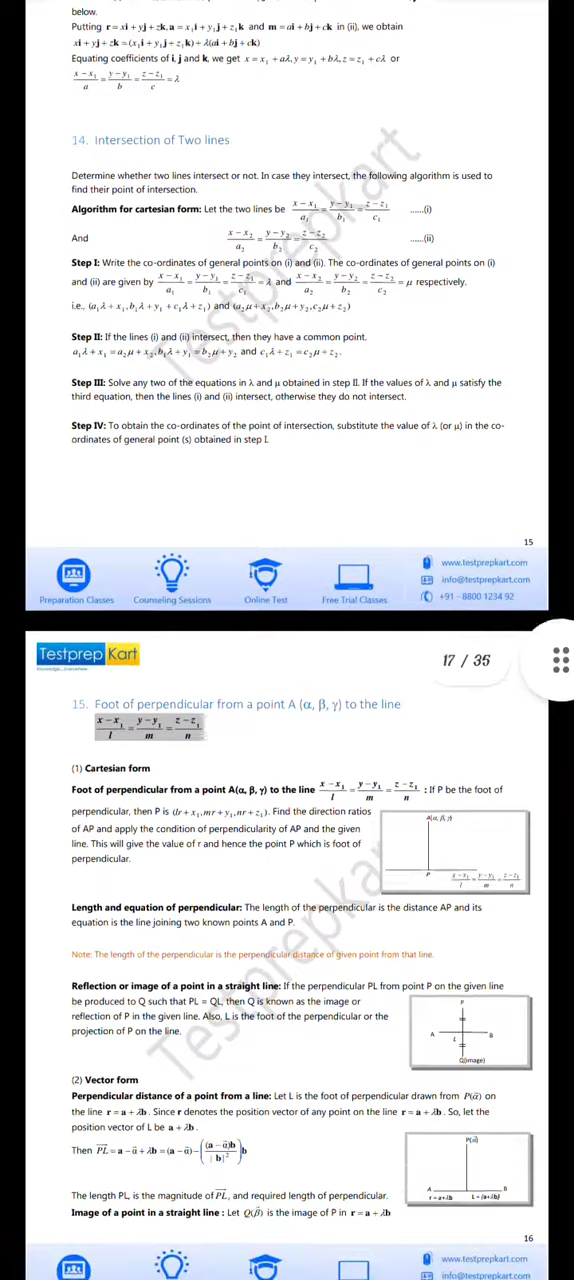 below.
Putting r = xi + yj + zk, a = x₁i + y₁j + z₁k and m = ai + bj + ck in (ii), we obtain
xi + yj + zk = (x₁i + y₁j + z₁k) + λ(ai + bj + ck)
Equating coefficients of i, j and k, we get x = x₁ + aλ, y = y₁ + bλ, z = z₁ + cλ or
(x − x₁)/a = (y − y₁)/b = (z − z₁)/c = λ
14. Intersection of Two lines
Determine whether two lines intersect or not. In case they intersect, the following algorithm is used to
find their point of intersection.
Algorithm for cartesian form: Let the two lines be (x − x₁)/a₁ = (y − y₁)/b₁ = (z − z₁)/c₁ ......(i)
And (x − x₂)/a₂ = (y − y₂)/b₂ = (z − z₂)/c₂ ......(ii)
Step I: Write the co-ordinates of general points on (i) and (ii). The co-ordinates of general points on (i)
and (ii) are given by (x − x₁)/a₁ = (y − y₁)/b₁ = (z − z₁)/c₁ = λ and (x − x₂)/a₂ = (y − y₂)/b₂ = (z − z₂)/c₂ = μ respectively.
i.e., (a₁λ + x₁, b₁λ + y₁ + c₁λ + z₁) and (a₂μ + x₂, b₂μ + y₂, c₂μ + z₂)
Step II: If the lines (i) and (ii) intersect, then they have a common point.
a₁λ + x₁ = a₂μ + x₂, b₁λ + y₁ = b₂μ + y₂ and c₁λ + z₁ = c₂μ + z₂.
Step III: Solve any two of the equations in λ and μ obtained in step II. If the values of λ and μ satisfy the
third equation, then the lines (i) and (ii) intersect, otherwise they do not intersect.
Step IV: To obtain the co-ordinates of the point of intersection, substitute the value of λ (or μ) in the co-
ordinates of general point (s) obtained in step I.
Testprepkart
15
Preparation Classes Counseling Sessions Online Test Free Trial Classes
www.testprepkart.com
info@testprepkart.com
+91 - 8800 1234 92
Testprep Kart
17 / 35
15. Foot of perpendicular from a point A (α, β, γ) to the line
(x − x₁)/l = (y − y₁)/m = (z − z₁)/n
(1) Cartesian form
Foot of perpendicular from a point A(α, β, γ) to the line (x − x₁)/l = (y − y₁)/m = (z − z₁)/n : If P be the foot of
perpendicular, then P is (lr + x₁, mr + y₁, nr + z₁). Find the direction ratios
of AP and apply the condition of perpendicularity of AP and the given
line. This will give the value of r and hence the point P which is foot of
perpendicular.
A(α, β, γ)
P
(x − x₁)/l = (y − y₁)/m = (z − z₁)/n
Length and equation of perpendicular: The length of the perpendicular is the distance AP and its
equation is the line joining two known points A and P.
Note: The length of the perpendicular is the perpendicular distance of given point from that line.
Reflection or image of a point in a straight line: If the perpendicular PL from point P on the given line
be produced to Q such that PL = QL, then Q is known as the image or
reflection of P in the given line. Also, L is the foot of the perpendicular or the
projection of P on the line.
P
A B
L
Q(image)
(2) Vector form
Perpendicular distance of a point from a line: Let L is the foot of perpendicular drawn from P(α⃗) on
the line r = a + λb. Since r denotes the position vector of any point on the line r = a + λb. So, let the
position vector of L be a + λb.
Then PL⃗ = a − α⃗ + λb = (a − α⃗) − ((a − α⃗)b / |b|²)b
P(α⃗)
A B
r = a+λb L = (a+λb)
The length PL, is the magnitude of PL⃗, and required length of perpendicular.
Image of a point in a straight line : Let Q(β⃗) is the image of P in r = a + λb
Testprepkart
16
www.testprepkart.com
info@testprepkart.com